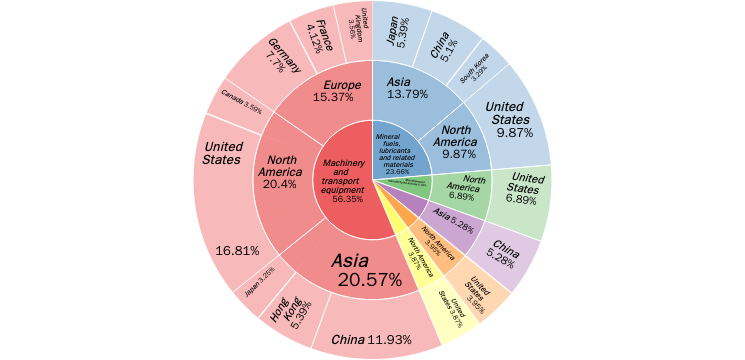 United
Kingdom
3.56%
France
4.12%
Germany
7.7%
Canada 3.59%
United
States
16.81%
Japan 3.25%
Hong
Kong
5.39%
China 11.93%
Japan
5.39%
China
5.1%
South Korea
3.29%
United
States
9.87%
United
States
6.89%
China
5.28%
United
States
3.95%
United
States 3.87%
Europe
15.37%
North
America
20.4%
Asia
20.57%
Asia
13.79%
North
America
9.87%
North
America
6.89%
Asia 5.28%
North America
3.95%
North America
3.87%
Machinery
and
transport
equipment
56.35%
Mineral
fuels,
lubricants
and related
materials
23.66%